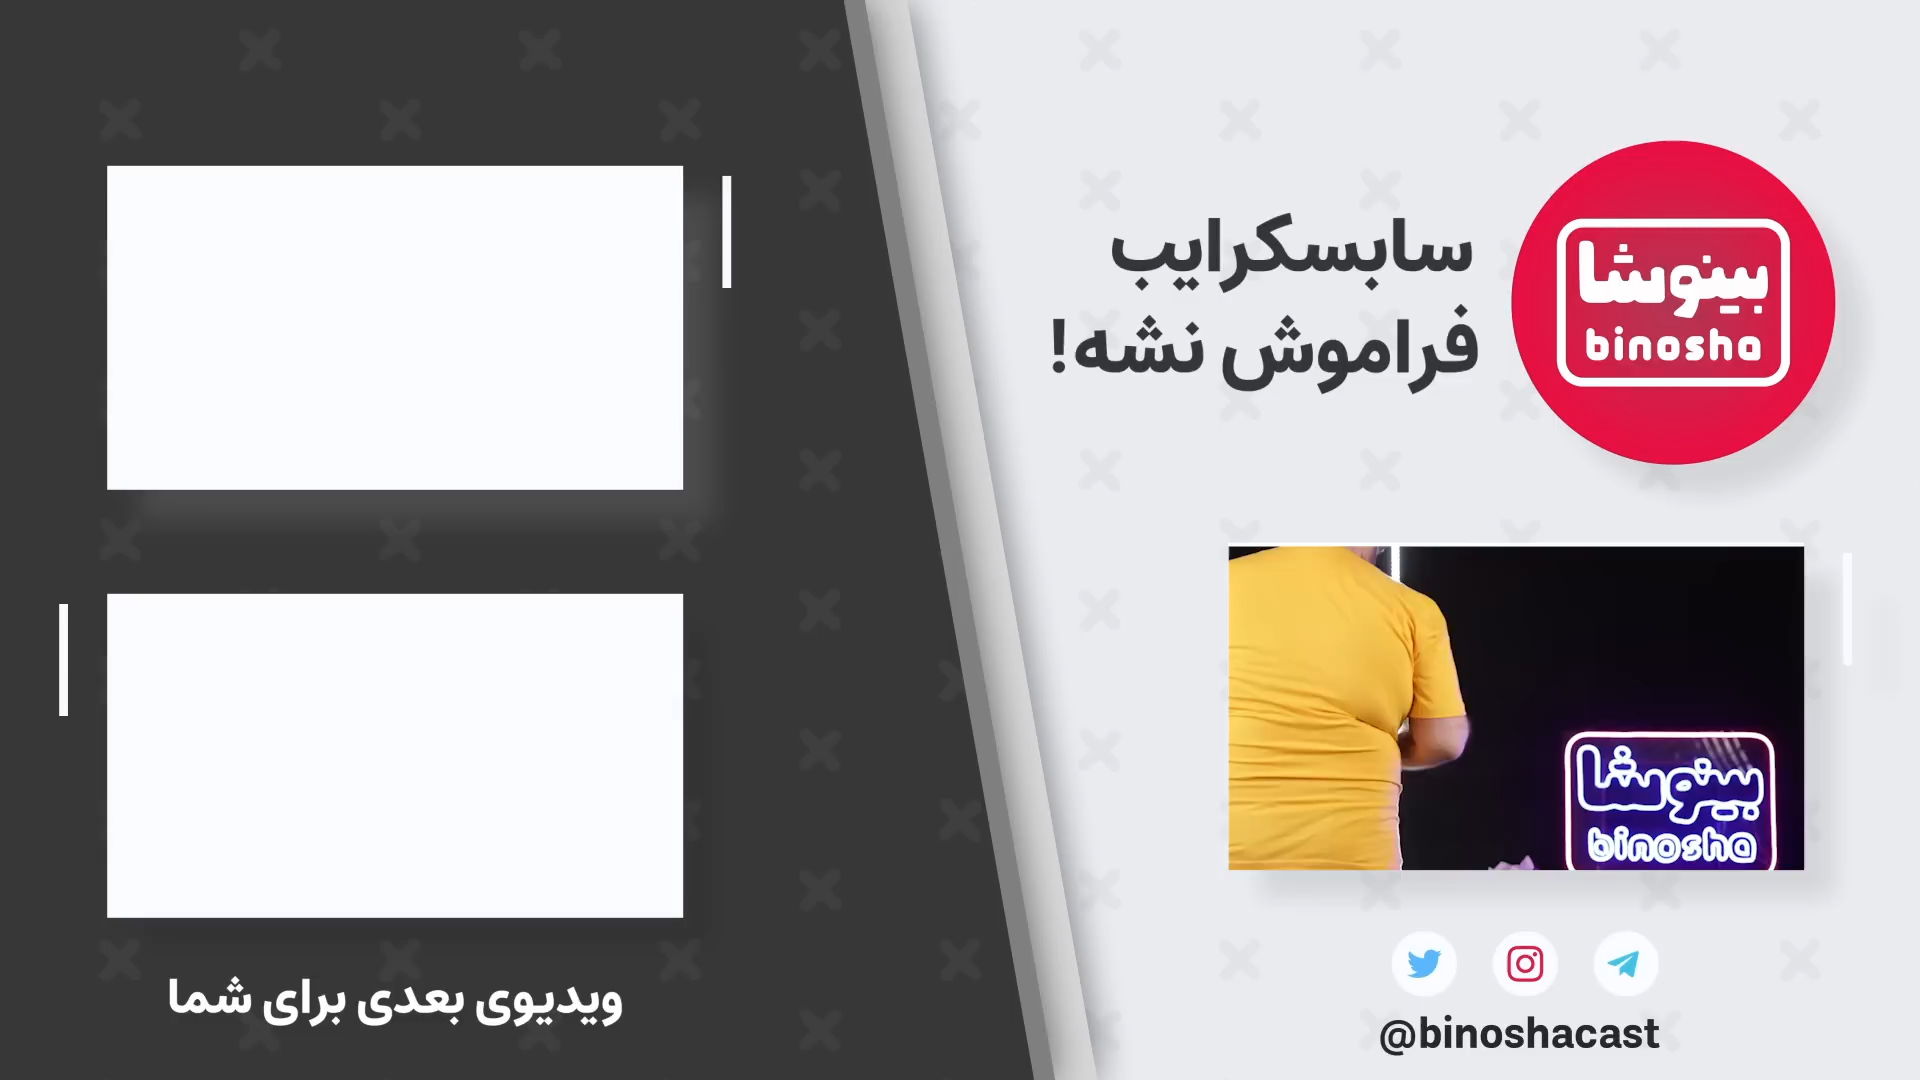 سابسکرایب
فراموش نشه!
بینوشا
binosha
بینوشا
binosha
@binoshacast
ویدیوی بعدی برای شما